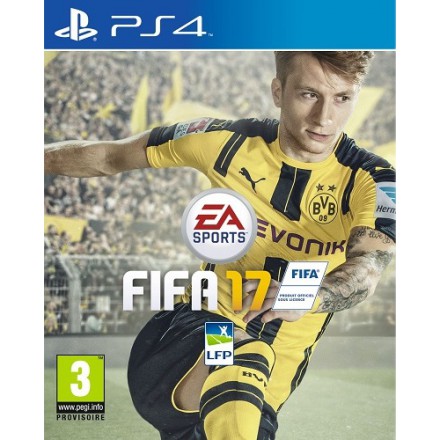 PS4
Herm
BVB
09
EVONIK
EA
SPORTS
FIFA 17
FIFA
PRODUIT OFFICIEL
SOUS LICENCE
LFP
3
www.pegi.info
PROVISOIRE